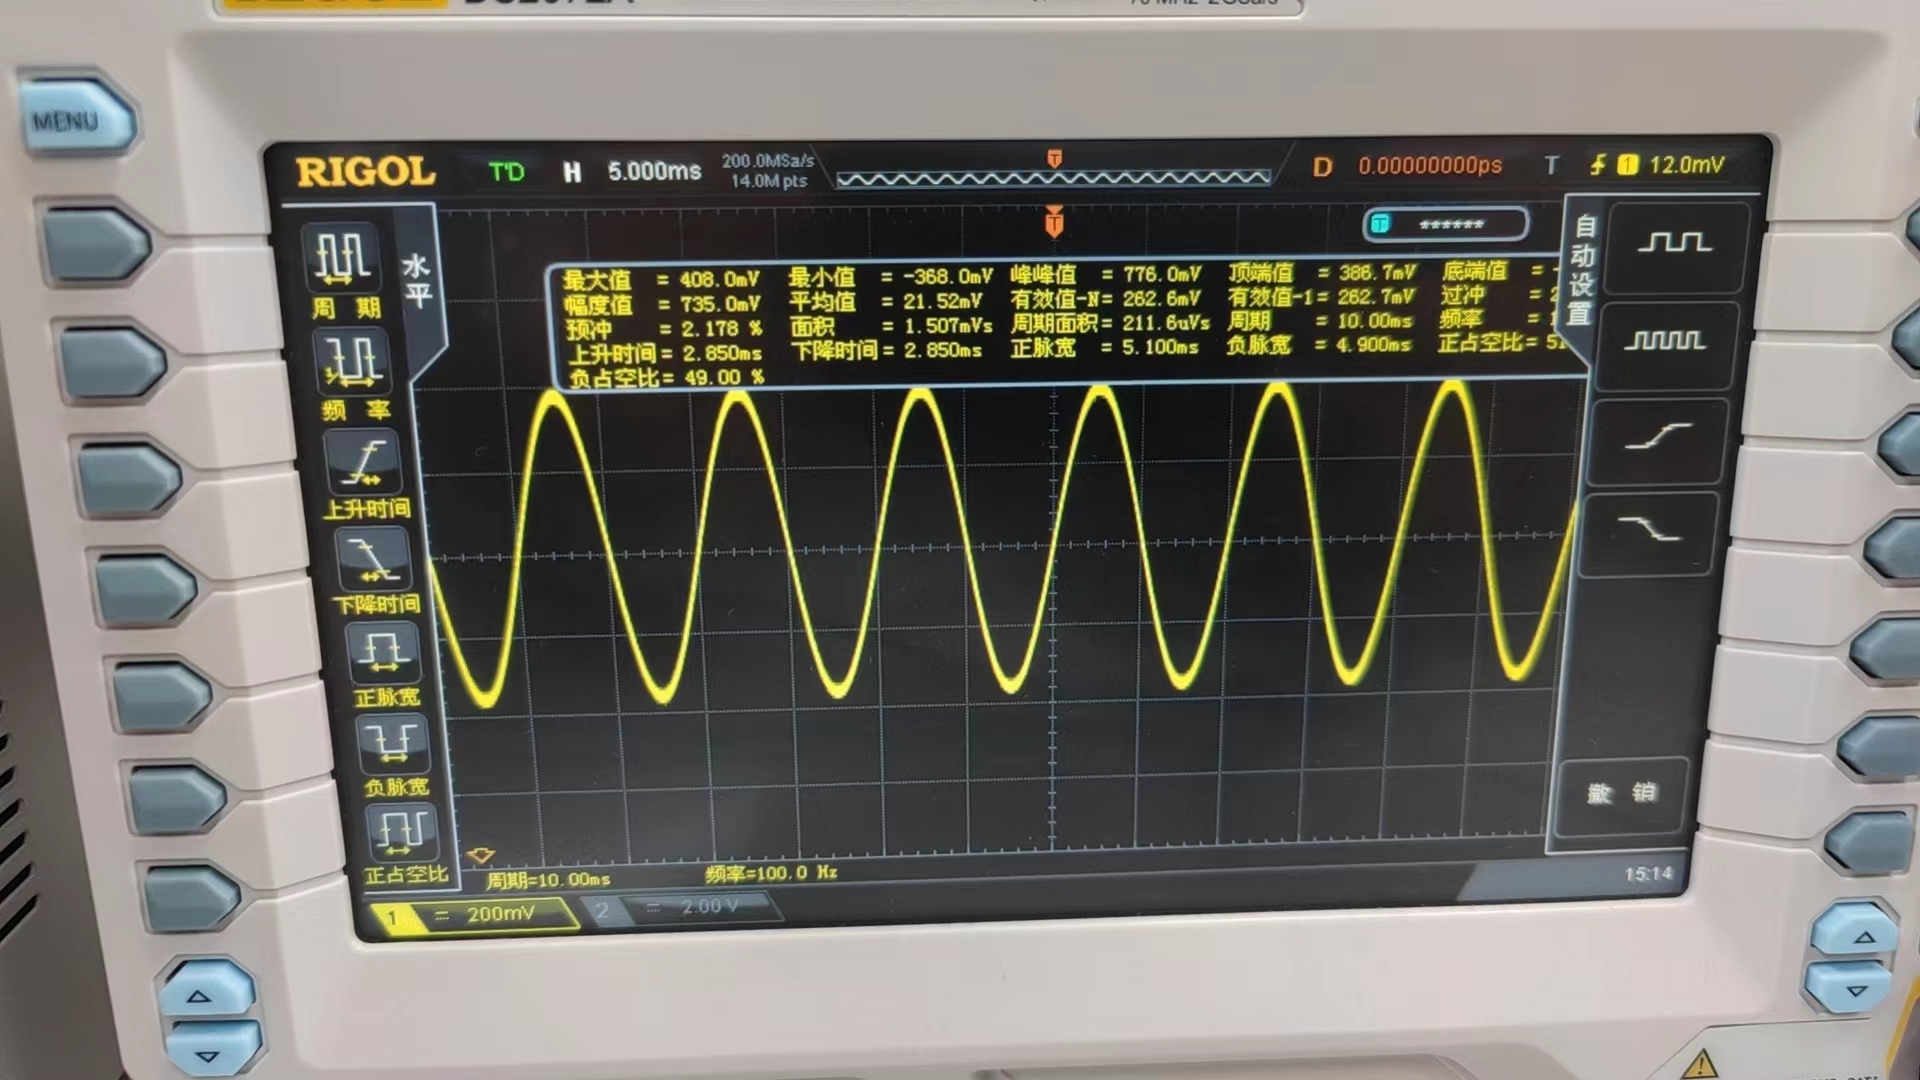 MENU
RIGOL T'D H 5.000ms 200.0MSa/s 14.0M pts D 0.00000000ps T 1 12.0mV
T ******
水平
周 期
频 率
上升时间
下降时间
正脉宽
负脉宽
正占空比
最大值 = 408.0mV 最小值 = -368.0mV 峰峰值 = 776.0mV 顶端值 = 386.7mV 底端值 = -
幅度值 = 735.0mV 平均值 = 21.52mV 有效值-N= 262.6mV 有效值-1= 262.7mV 过冲 =
预冲 = 2.178 % 面积 = 1.507mVs 周期面积= 211.6uVs 周期 = 10.00ms 频率 =
上升时间= 2.850ms 下降时间= 2.850ms 正脉宽 = 5.100ms 负脉宽 = 4.900ms 正占空比= 51
负占空比= 49.00 %
自动设置
撤 销
周期=10.00ms 频率=100.0 Hz
15:14
1 = 200mV 2 = 2.00 V